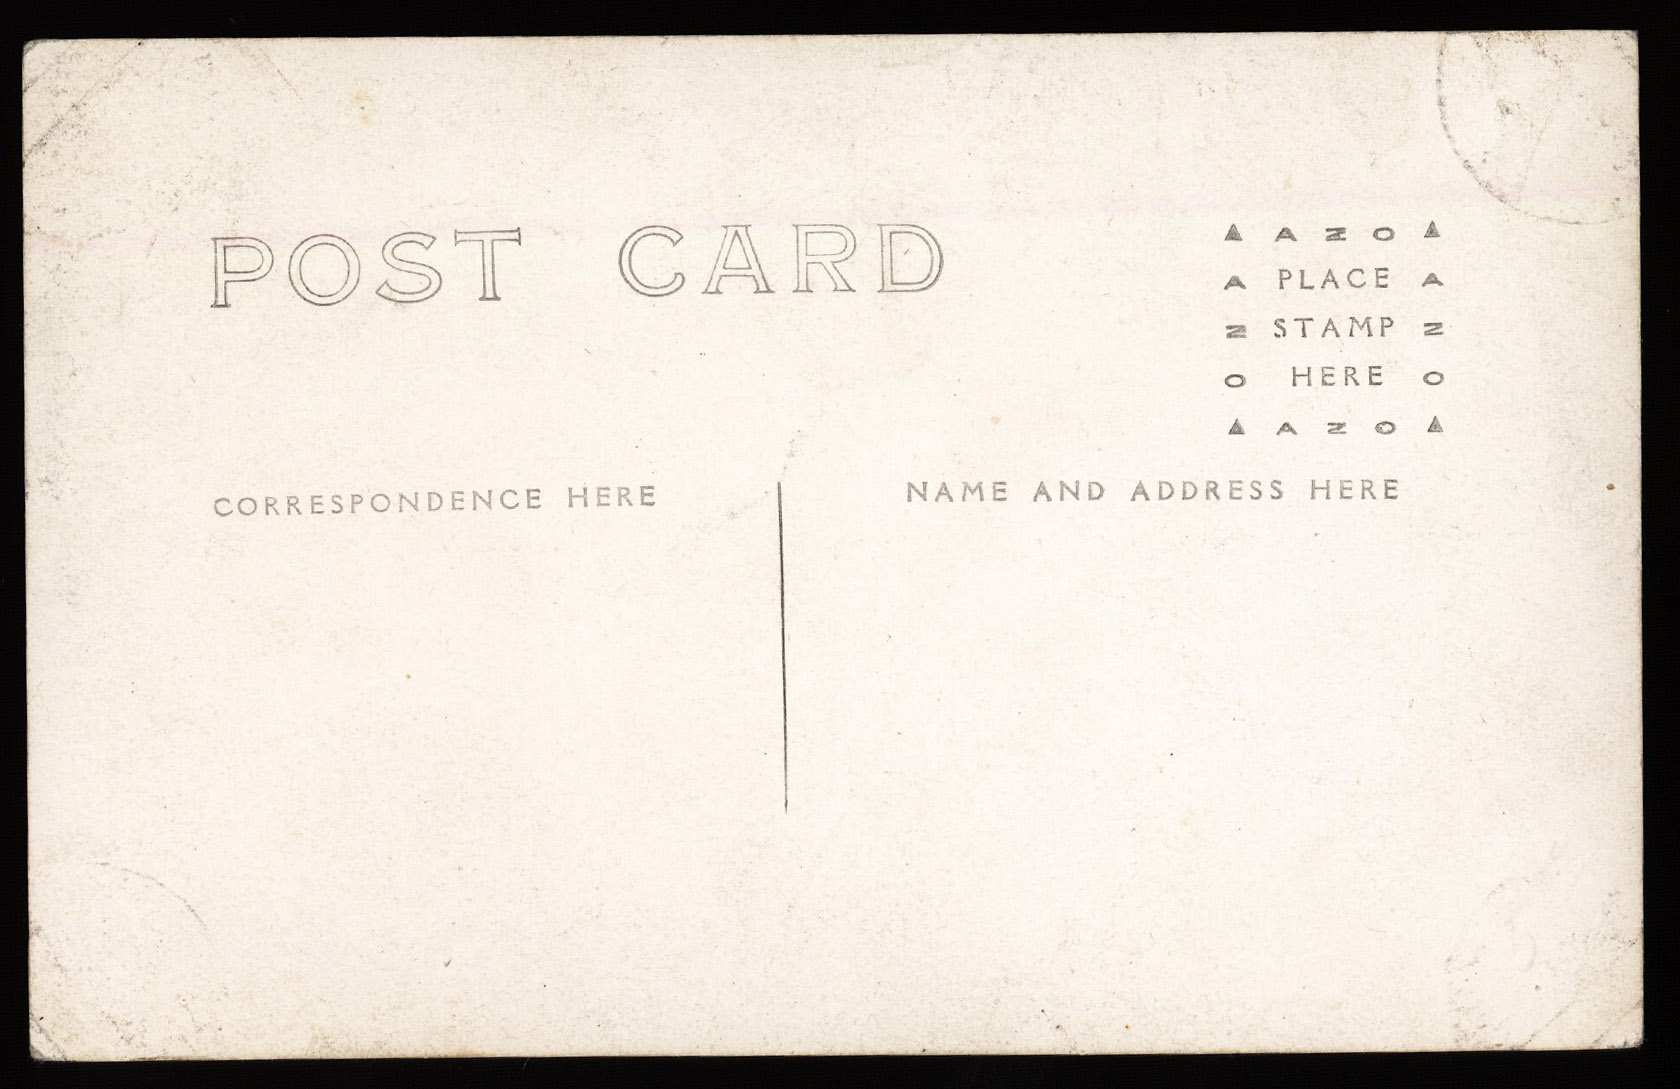 POST CARD
▲ AZO ▲
A PLACE A
Z STAMP Z
O HERE O
▲ AZO ▲
CORRESPONDENCE HERE
NAME AND ADDRESS HERE